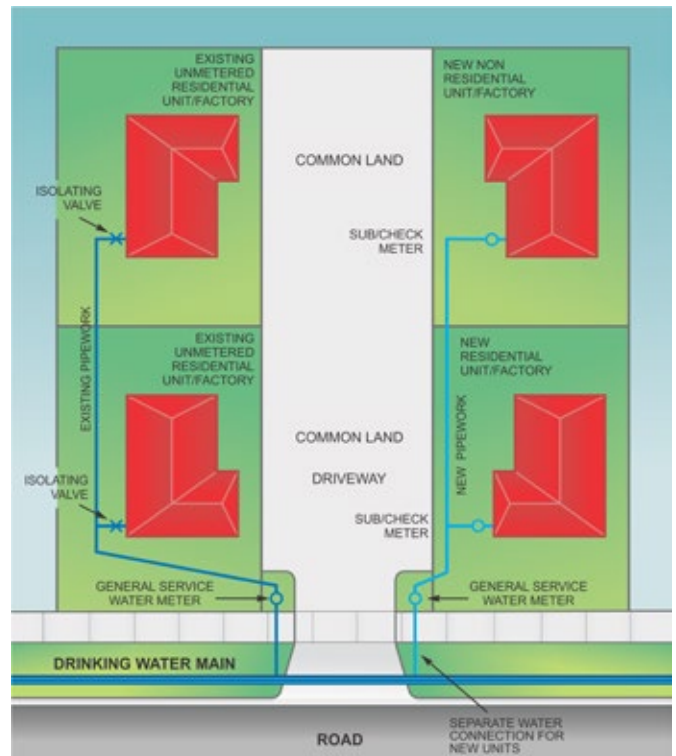 EXISTING
UNMETERED
RESIDENTIAL
UNIT/FACTORY
NEW NON
RESIDENTIAL
UNIT/FACTORY
COMMON LAND
ISOLATING
VALVE
SUB/CHECK
METER
EXISTING PIPEWORK
EXISTING
UNMETERED
RESIDENTIAL
UNIT/FACTORY
NEW
RESIDENTIAL
UNIT/FACTORY
NEW PIPEWORK
COMMON LAND
DRIVEWAY
ISOLATING
VALVE
SUB/CHECK
METER
GENERAL SERVICE
WATER METER
GENERAL SERVICE
WATER METER
DRINKING WATER MAIN
SEPARATE WATER
CONNECTION FOR
NEW UNITS
ROAD